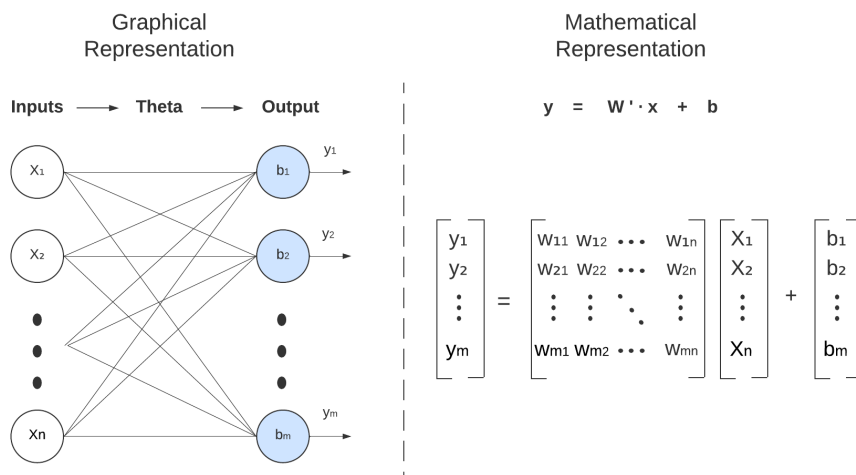 Graphical
Representation
Inputs Theta Output
X₁
X₂
Xn
b₁
b₂
bm
y₁
y₂
ym
Mathematical
Representation
y = W ' · x + b
y₁ W₁₁ W₁₂ ••• W₁n X₁ b₁
y₂ W₂₁ W₂₂ ••• W₂n X₂ b₂
= +
ym Wm₁ Wm₂ ••• Wmn Xn bm